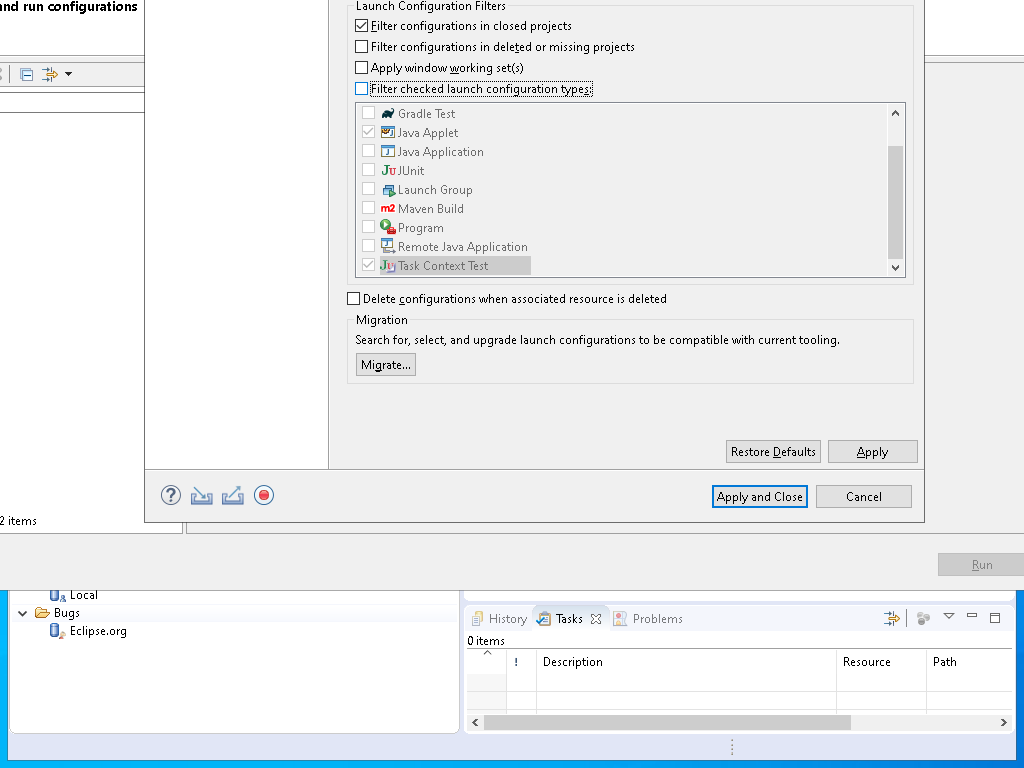 and run configurations
Launch Configuration Filters
Filter configurations in closed projects
Filter configurations in deleted or missing projects
Apply window working set(s)
Filter checked launch configuration types:
Gradle Test
Java Applet
Java Application
JUnit
Launch Group
Maven Build
Program
Remote Java Application
Task Context Test
Delete configurations when associated resource is deleted
Migration
Search for, select, and upgrade launch configurations to be compatible with current tooling.
Migrate...
Restore Defaults Apply
Apply and Close Cancel
2 items
Run
Local
Bugs
Eclipse.org
History Tasks Problems
0 items
! Description Resource Path